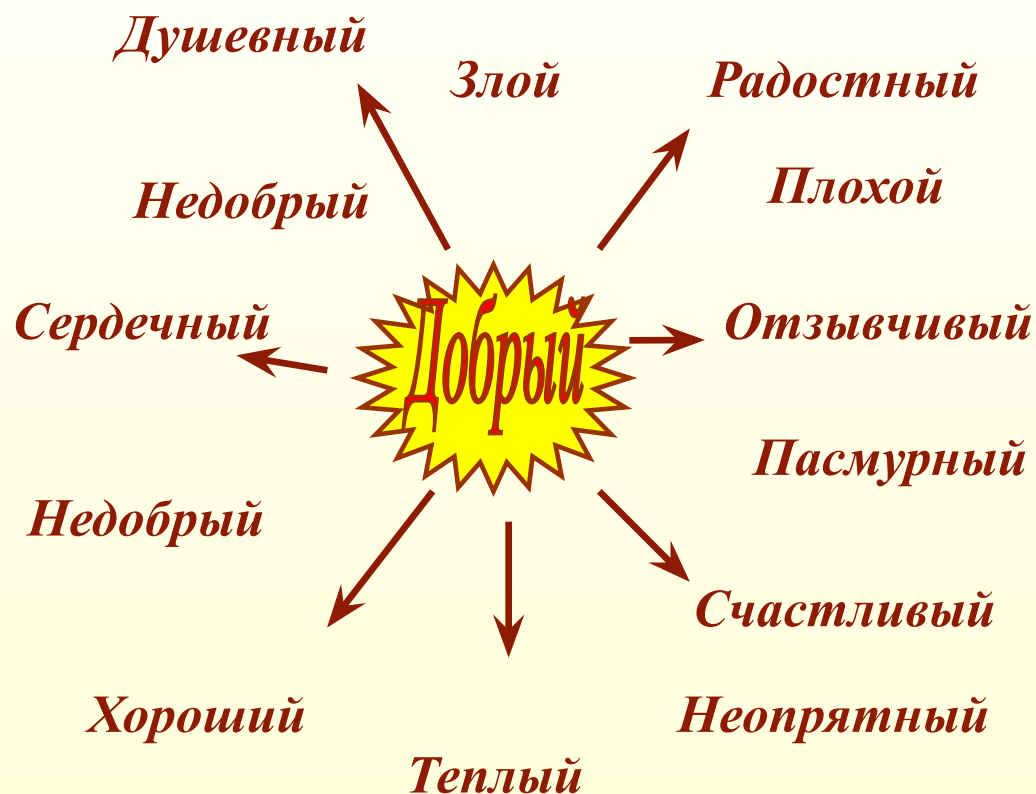 Душевный
Злой
Радостный
Плохой
Недобрый
Сердечный
Добрый
Отзывчивый
Пасмурный
Недобрый
Счастливый
Хороший
Неопрятный
Теплый